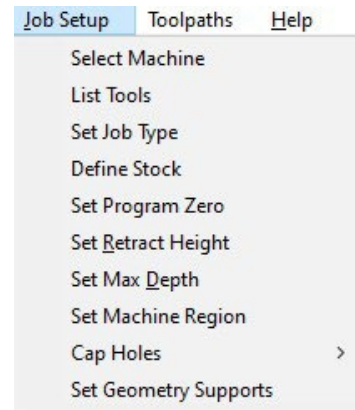 Job Setup Toolpaths Help
Select Machine
List Tools
Set Job Type
Define Stock
Set Program Zero
Set Retract Height
Set Max Depth
Set Machine Region
Cap Holes >
Set Geometry Supports